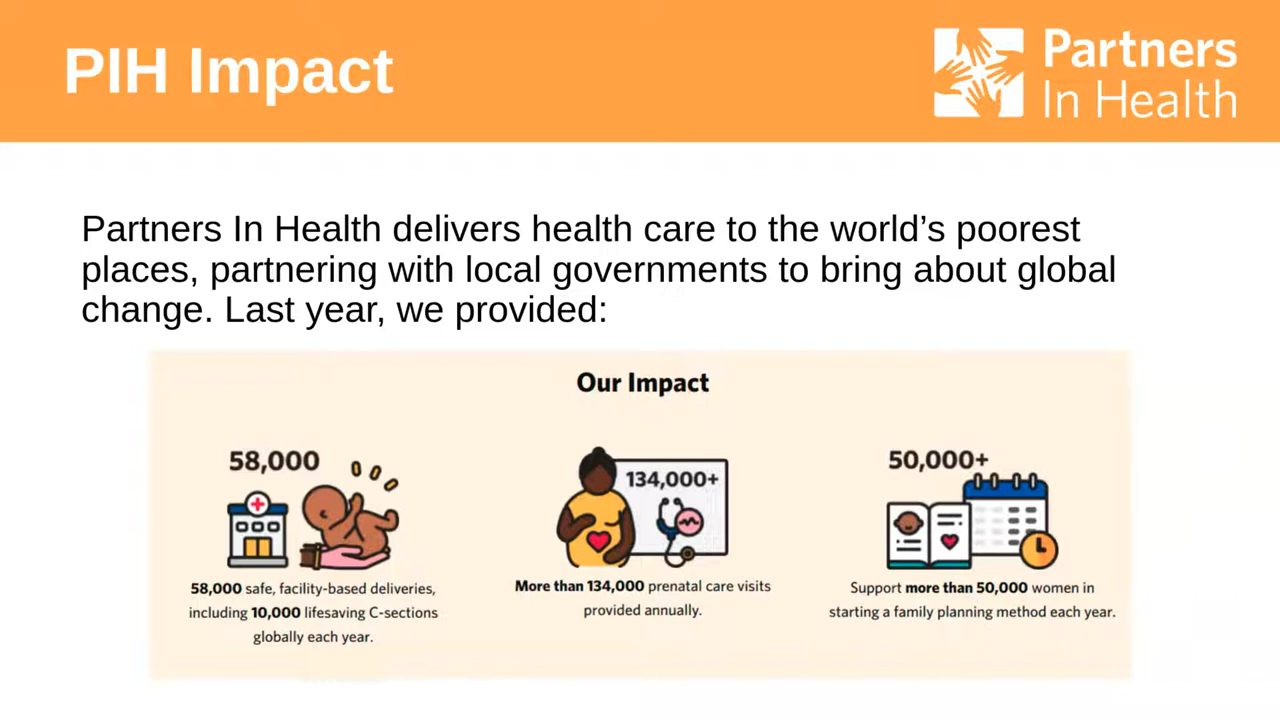 PIH Impact
Partners
In Health
Partners In Health delivers health care to the world’s poorest
places, partnering with local governments to bring about global
change. Last year, we provided:
Our Impact
58,000
58,000 safe, facility-based deliveries,
including 10,000 lifesaving C-sections
globally each year.
134,000+
More than 134,000 prenatal care visits
provided annually.
50,000+
Support more than 50,000 women in
starting a family planning method each year.